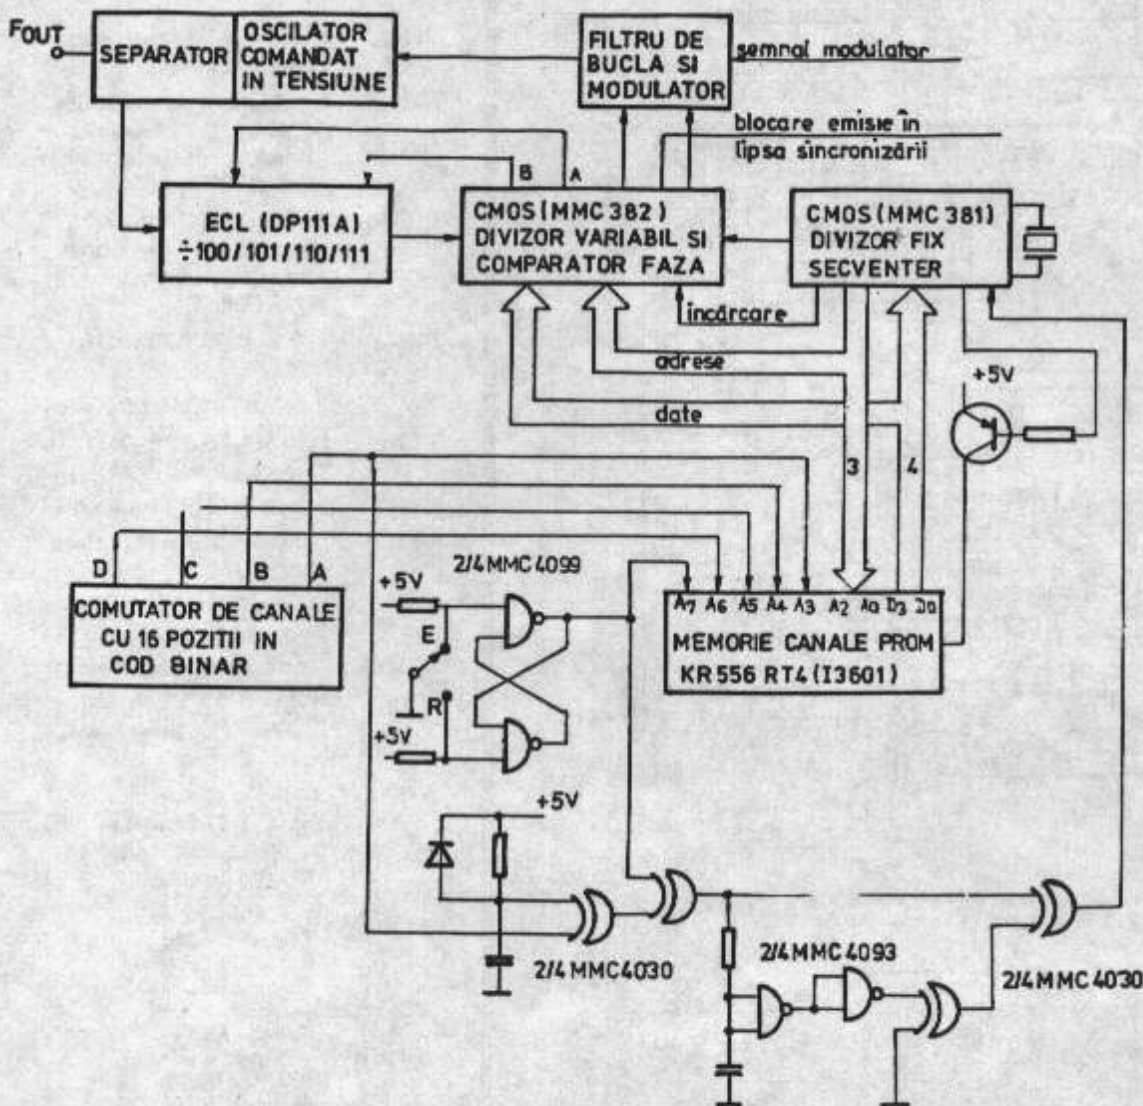 FOUT
SEPARATOR
OSCILATOR
COMANDAT
IN TENSIUNE
FILTRU DE
BUCLA SI
MODULATOR
semnal modulator
blocare emisie în
lipsa sincronizării
B
A
ECL (DP111A)
÷100/101/110/111
CMOS (MMC 382)
DIVIZOR VARIABIL SI
COMPARATOR FAZA
CMOS (MMC 381)
DIVIZOR FIX
SECVENTER
încărcare
adrese
date
+5V
3
4
D
C
B
A
COMUTATOR DE CANALE
CU 16 POZITII IN
COD BINAR
2/4 MMC 4099
+5V
E
R
+5V
A7 A6 A5 A4 A3 A2 A0 D3 D0
MEMORIE CANALE PROM
KR 556 RT4 (I3601)
+5V
2/4 MMC 4030
2/4 MMC 4093
2/4 MMC 4030